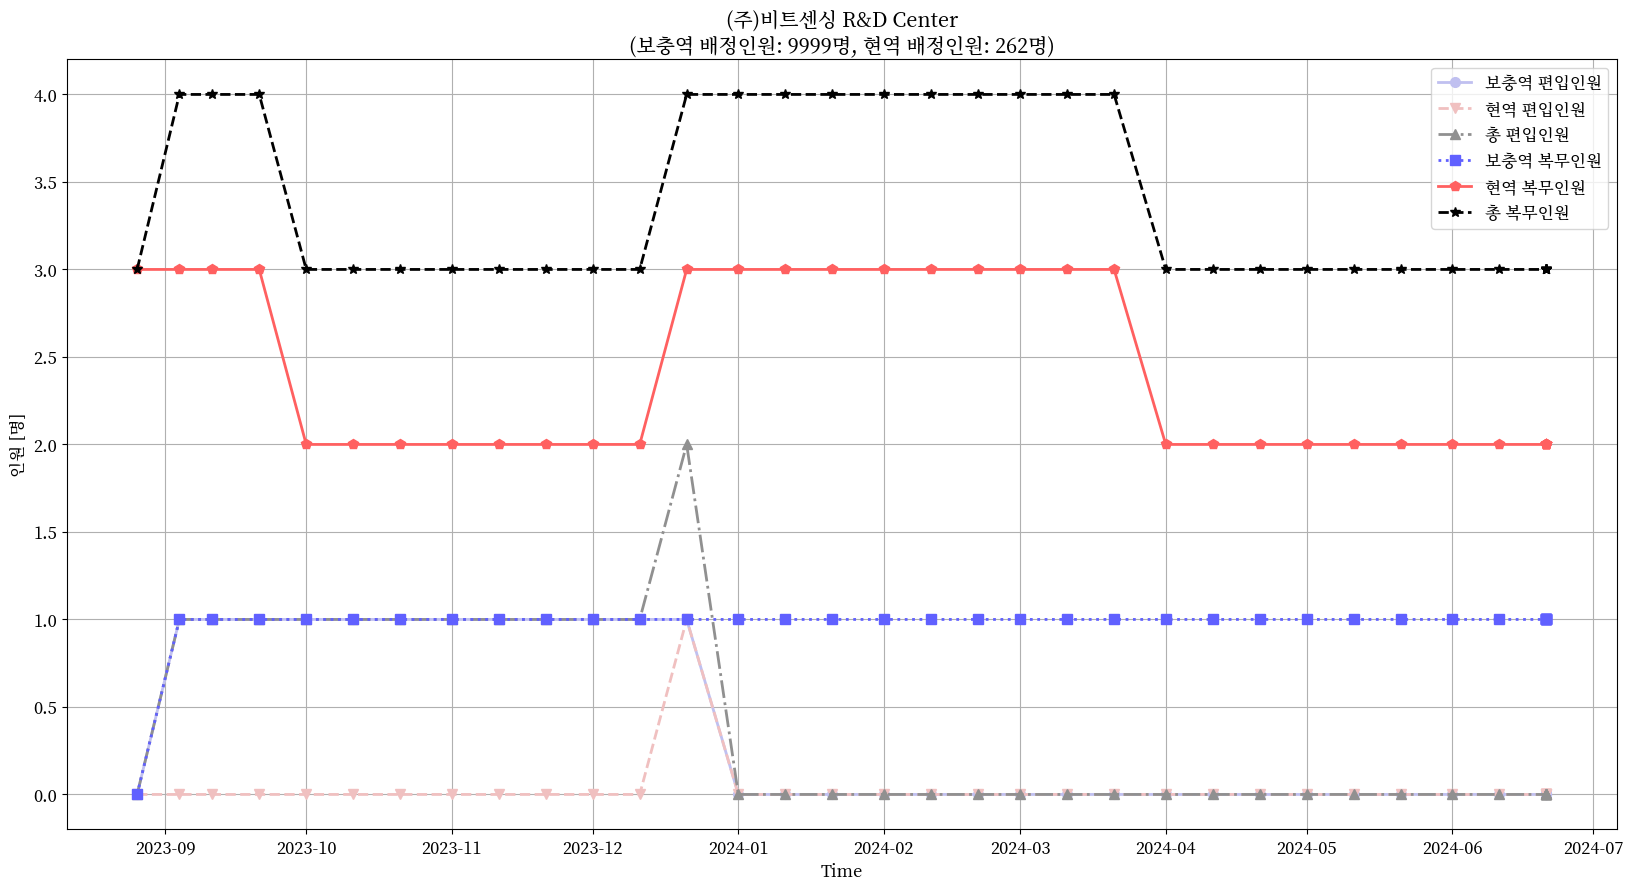 (주)비트센싱 R&D Center
(보충역 배정인원: 9999명, 현역 배정인원: 262명)
보충역 편입인원
현역 편입인원
총 편입인원
보충역 복무인원
현역 복무인원
총 복무인원
인원 [명]
4.0
3.5
3.0
2.5
2.0
1.5
1.0
0.5
0.0
2023-09 2023-10 2023-11 2023-12 2024-01 2024-02 2024-03 2024-04 2024-05 2024-06 2024-07
Time